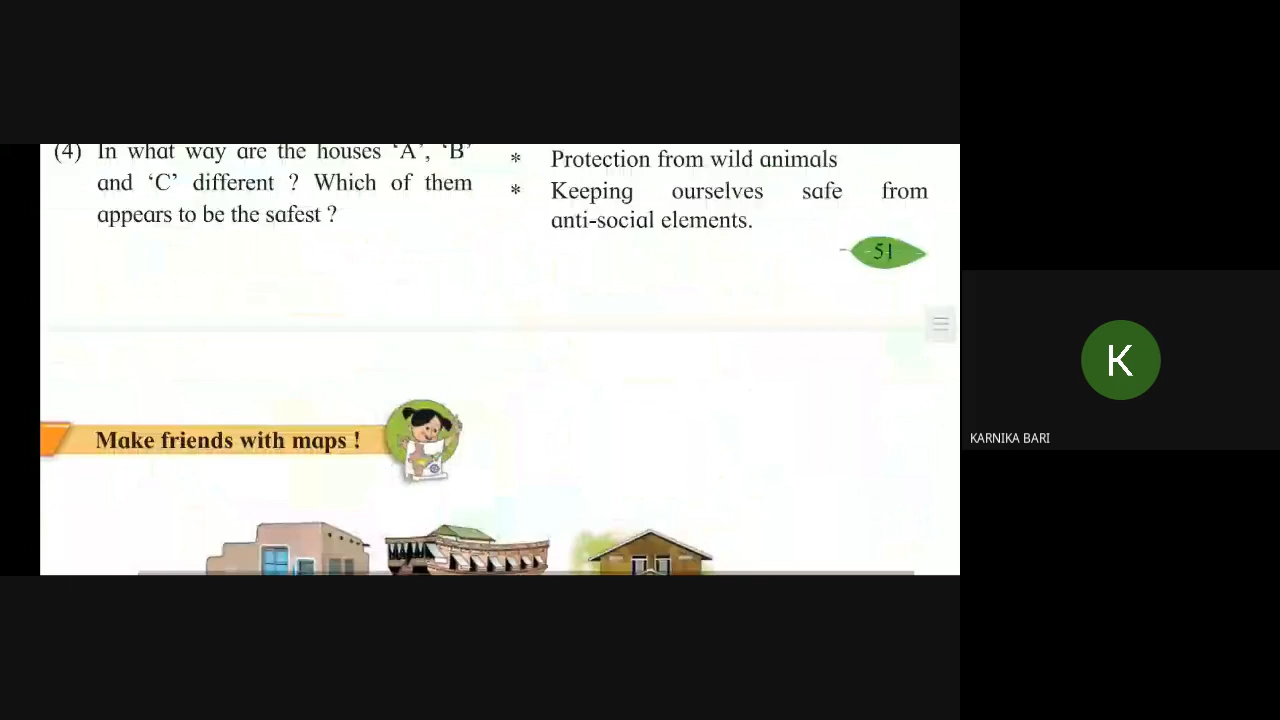 (4) In what way are the houses ‘A’, ‘B’
and ‘C’ different ? Which of them
appears to be the safest ?
* Protection from wild animals
* Keeping ourselves safe from
anti-social elements.
51
Make friends with maps !
K
KARNIKA BARI